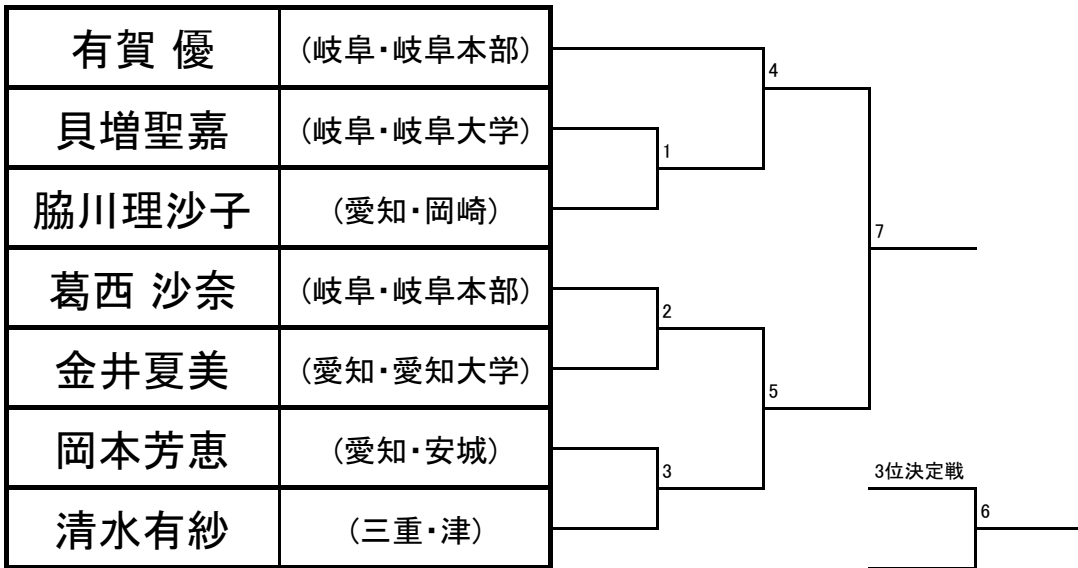 有賀 優 (岐阜・岐阜本部)
4
貝増聖嘉 (岐阜・岐阜大学)
1
脇川理沙子 (愛知・岡崎)
7
葛西 沙奈 (岐阜・岐阜本部)
2
金井夏美 (愛知・愛知大学)
5
岡本芳恵 (愛知・安城)
3
3位決定戦
6
清水有紗 (三重・津)